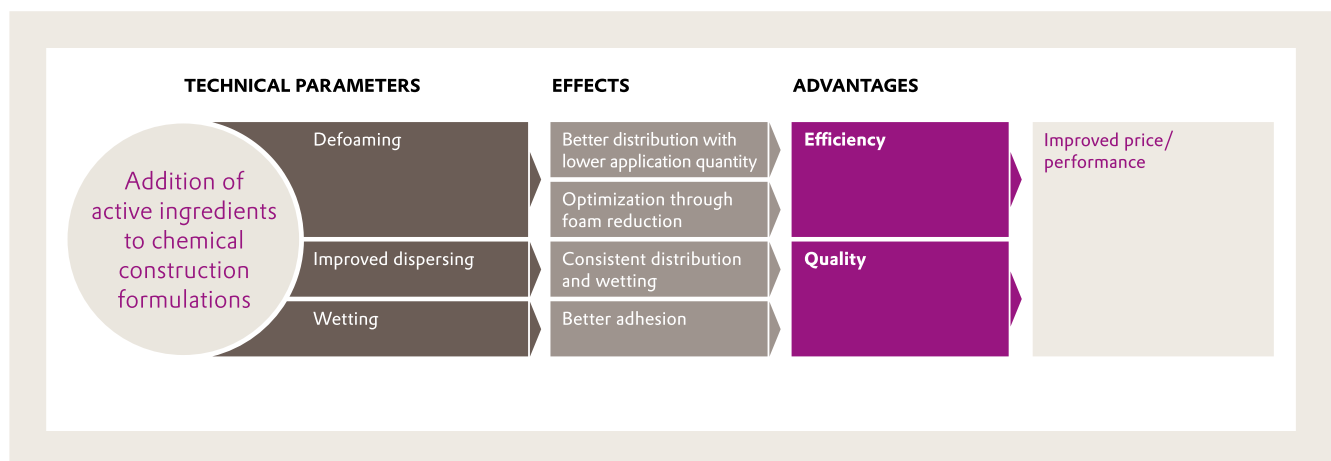 TECHNICAL PARAMETERS
EFFECTS
ADVANTAGES
Addition of
active ingredients
to chemical
construction
formulations
Defoaming
Improved dispersing
Wetting
Better distribution with
lower application quantity
Optimization through
foam reduction
Consistent distribution
and wetting
Better adhesion
Efficiency
Quality
Improved price/
performance